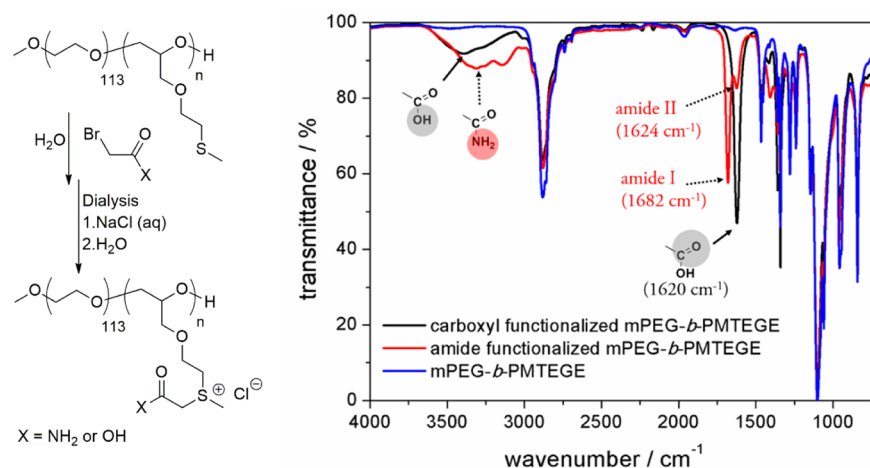 O
O
O
H
113
n
O
S
H₂O
Br
O
X
Dialysis
1.NaCl (aq)
2.H₂O
O
O
O
H
113
n
O
O
X
S
⊕
Cl⊖
X = NH₂ or OH
transmittance / %
100
80
60
40
20
0
C
O
OH
C
O
NH₂
amide II
(1624 cm⁻¹)
amide I
(1682 cm⁻¹)
C
O
OH
(1620 cm⁻¹)
carboxyl functionalized mPEG-b-PMTEGE
amide functionalized mPEG-b-PMTEGE
mPEG-b-PMTEGE
4000 3500 3000 2500 2000 1500 1000
wavenumber / cm⁻¹